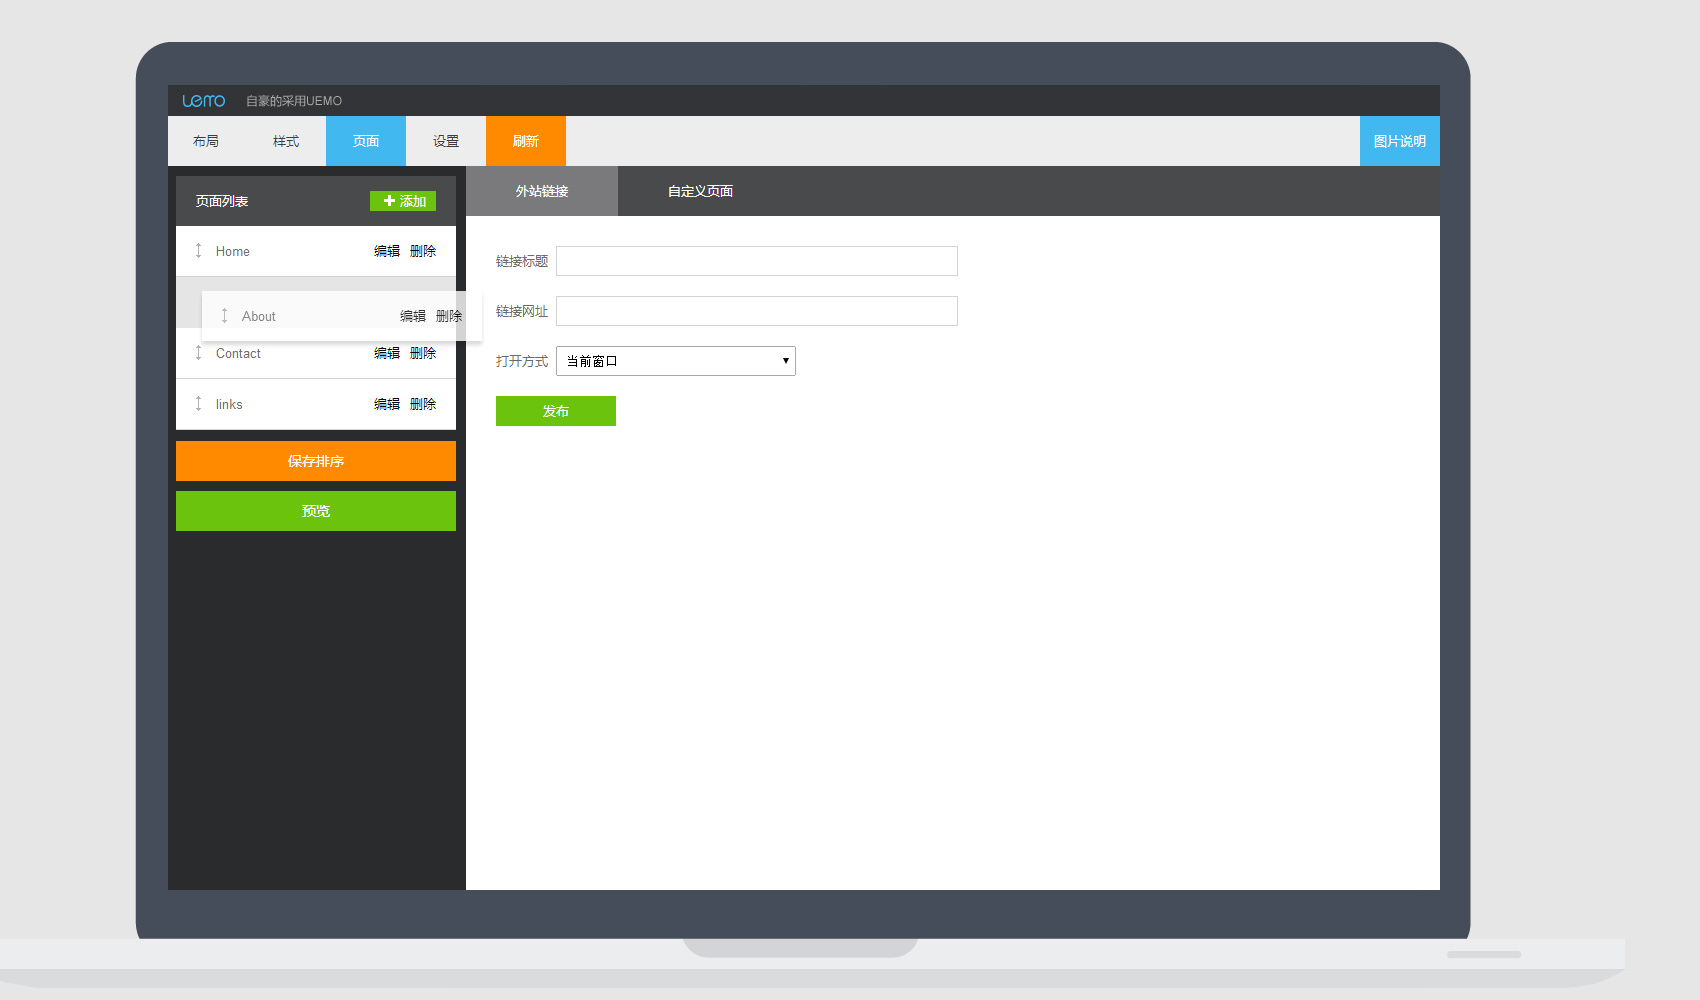 uemo 自豪的采用UEMO
布局 样式 页面 设置 刷新 图片说明
页面列表 添加
外站链接 自定义页面
Home 编辑 删除
About 编辑 删除
Contact 编辑 删除
links 编辑 删除
保存排序
预览
链接标题
链接网址
打开方式 当前窗口
发布